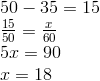 50 − 35 = 15
15/50 = x/60
5x = 90
x = 18